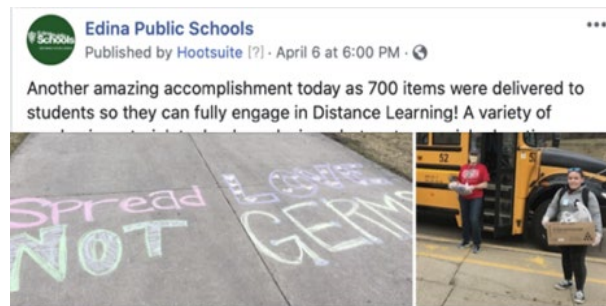 Edina Public Schools
Published by Hootsuite [?] · April 6 at 6:00 PM ·
Another amazing accomplishment today as 700 items were delivered to
students so they can fully engage in Distance Learning! A variety of
Spread LOVE
NOT GERMS
52